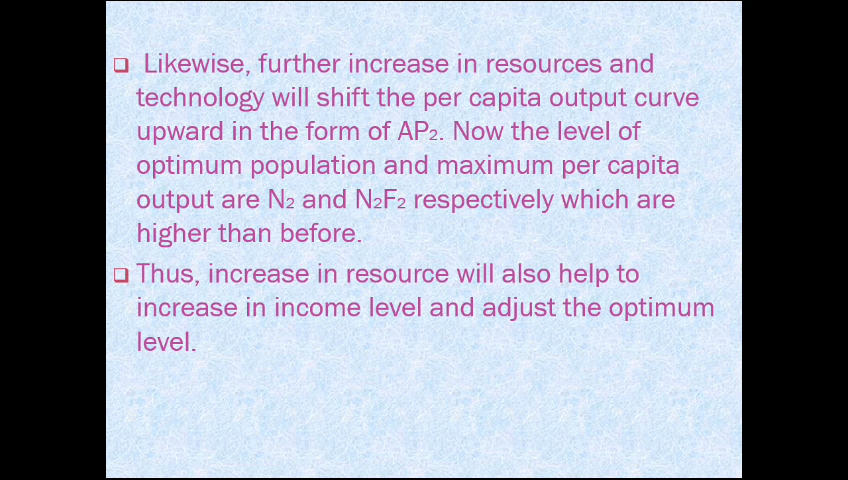 ❑ Likewise, further increase in resources and
technology will shift the per capita output curve
upward in the form of AP₂. Now the level of
optimum population and maximum per capita
output are N₂ and N₂F₂ respectively which are
higher than before.
❑ Thus, increase in resource will also help to
increase in income level and adjust the optimum
level.